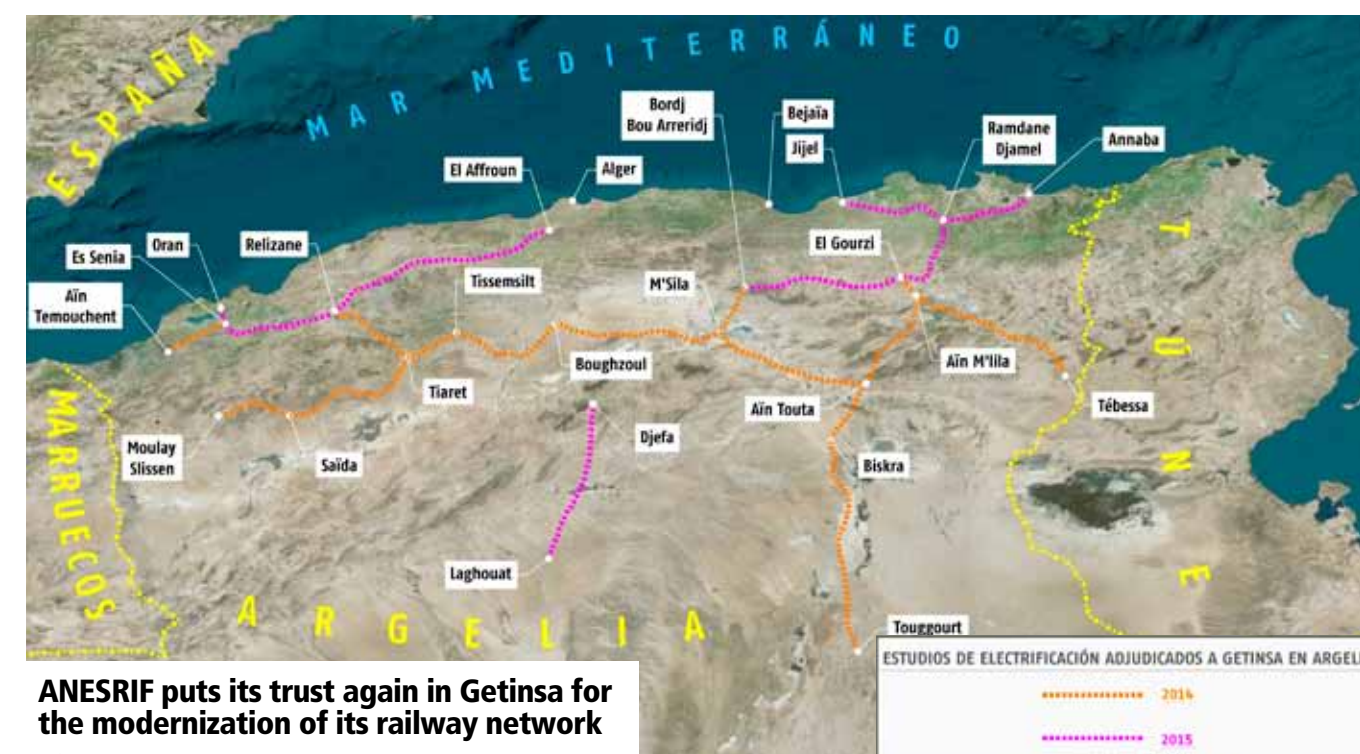 ESPAÑA
MAR MEDITERRÁNEO
Bordj
Bou Arreridj
Bejaïa
Jijel
Ramdane
Djamel
Annaba
El Affroun
Alger
Es Senia
Oran
Relizane
El Gourzi
Tissemsilt
M'Sila
Aïn
Temouchent
Boughzoul
Aïn M'lila
Tiaret
Aïn Touta
Tébessa
Moulay
Slissen
Saïda
Djefa
Biskra
Laghouat
Touggourt
MARRUECOS
ARGELIA
TÚNE
ESTUDIOS DE ELECTRIFICACIÓN ADJUDICADOS A GETINSA EN ARGELI
2014
2015
ANESRIF puts its trust again in Getinsa for
the modernization of its railway network